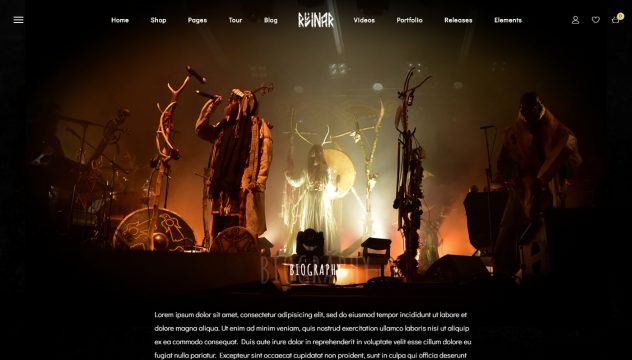 Home Shop Pages Tour Blog RÜINAR Videos Portfolio Releases Elements
0
BIOGRAPHY
BIOGRAPHY
Lorem ipsum dolor sit amet, consectetur adipisicing elit, sed do eiusmod tempor incididunt ut labore et
dolore magna aliqua. Ut enim ad minim veniam, quis nostrud exercitation ullamco laboris nisi ut aliquip
ex ea commodo consequat. Duis aute irure dolor in reprehenderit in voluptate velit esse cillum dolore eu
fugiat nulla pariatur. Excepteur sint occaecat cupidatat non proident, sunt in culpa qui officia deserunt